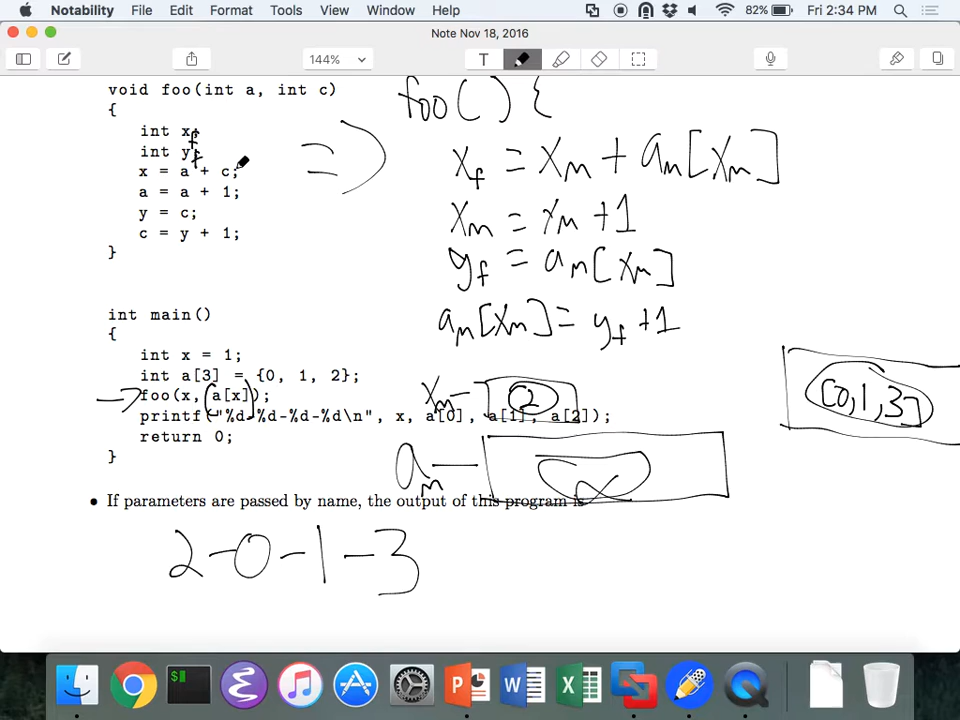 Notability File Edit Format Tools View Window Help 82% Fri 2:34 PM
Note Nov 18, 2016
144% T
void foo(int a, int c)
{
int x;f
int y;f
x = a + c;
a = a + 1;
y = c;
c = y + 1;
}
=>
foo() {
xf = xm + am[xm]
xm = xm + 1
yf = am[xm]
am[xm] = yf + 1
int main()
{
int x = 1;
int a[3] = {0, 1, 2};
foo(x, a[x]);
printf("%d-%d-%d-%d\n", x, a[0], a[1], a[2]);
return 0;
}
xm 2
am
[0,1,3]
• If parameters are passed by name, the output of this program is
2-0-1-3